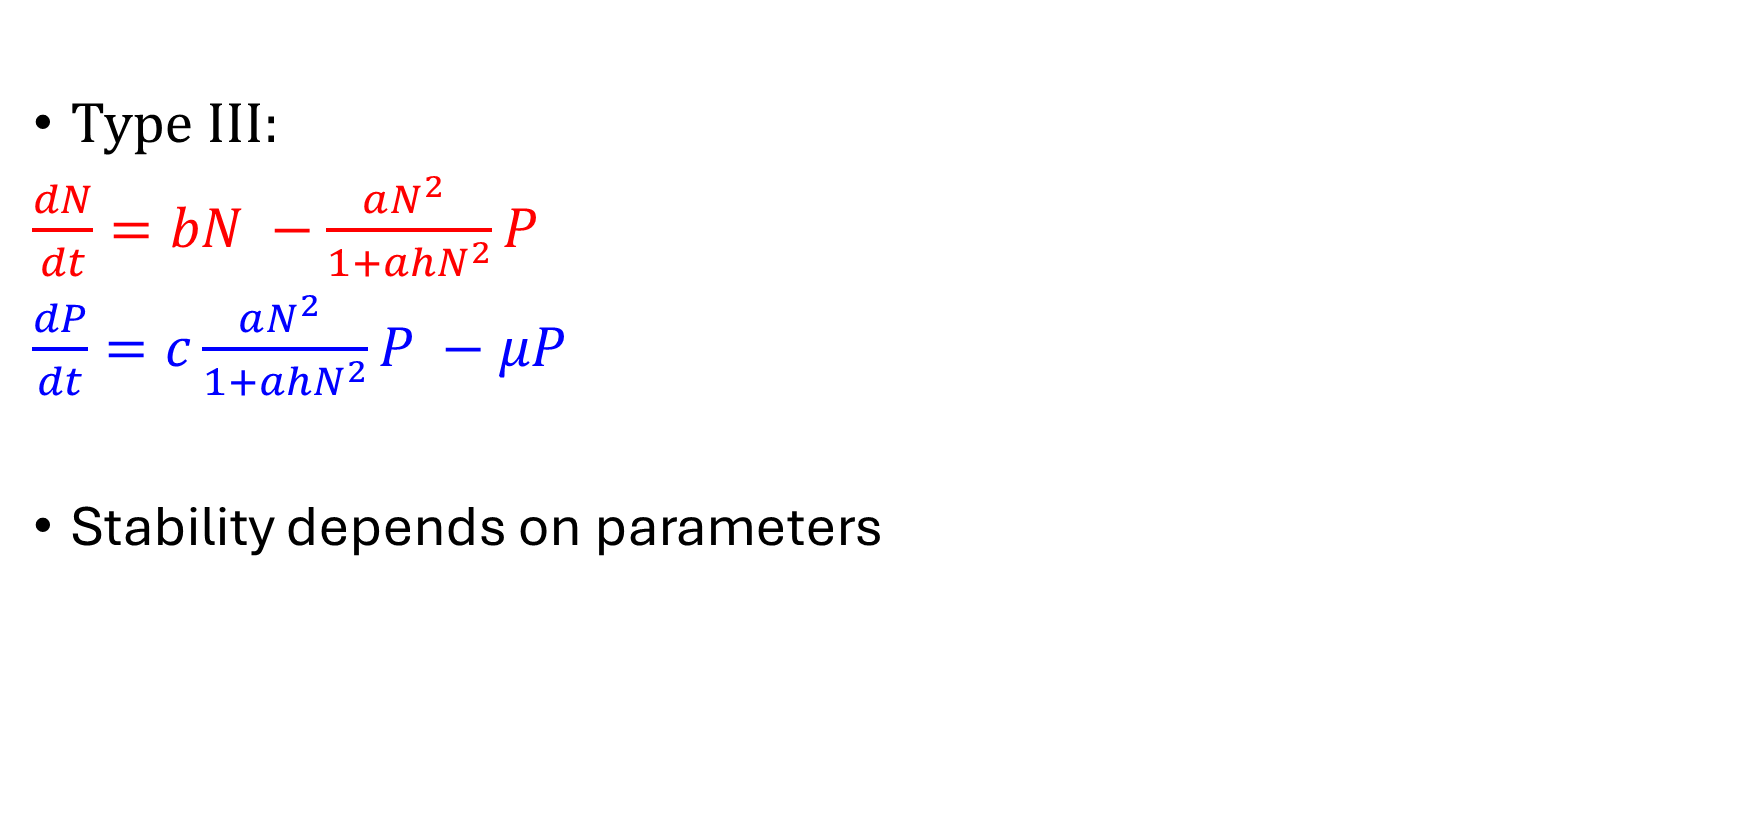 • Type III:
dN/dt = bN − aN²/1+ahN² P
dP/dt = c aN²/1+ahN² P − μP
• Stability depends on parameters